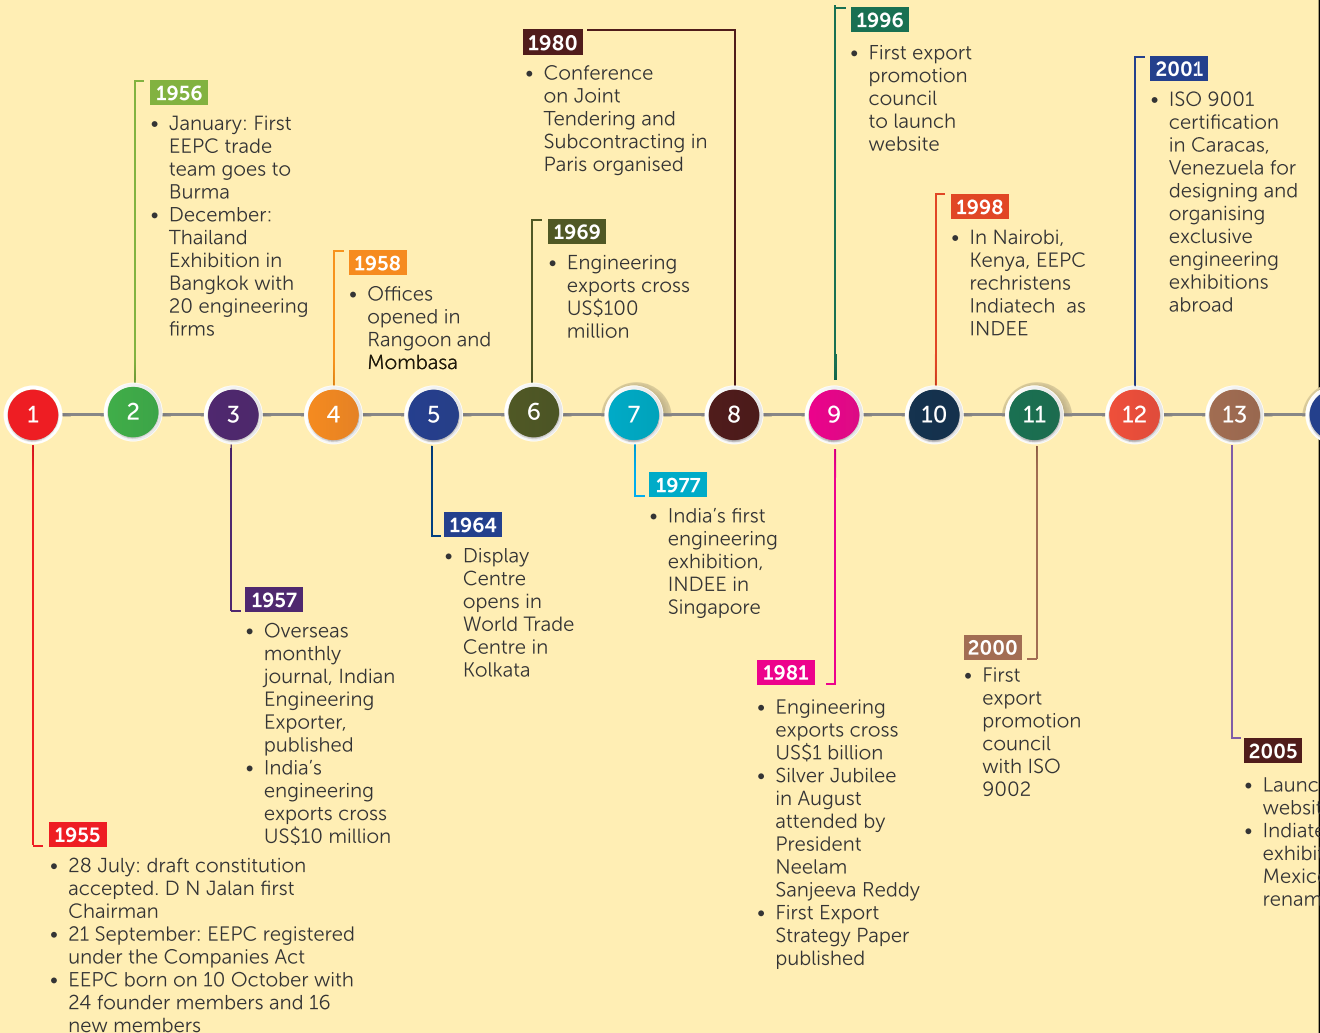 1955
• 28 July: draft constitution
accepted. D N Jalan first
Chairman
• 21 September: EEPC registered
under the Companies Act
• EEPC born on 10 October with
24 founder members and 16
new members
1956
• January: First
EEPC trade
team goes to
Burma
• December:
Thailand
Exhibition in
Bangkok with
20 engineering
firms
1957
• Overseas
monthly
journal, Indian
Engineering
Exporter,
published
• India’s
engineering
exports cross
US$10 million
1958
• Offices
opened in
Rangoon and
Mombasa
1964
• Display
Centre
opens in
World Trade
Centre in
Kolkata
1969
• Engineering
exports cross
US$100
million
1977
• India’s first
engineering
exhibition,
INDEE in
Singapore
1980
• Conference
on Joint
Tendering and
Subcontracting in
Paris organised
1981
• Engineering
exports cross
US$1 billion
• Silver Jubilee
in August
attended by
President
Neelam
Sanjeeva Reddy
• First Export
Strategy Paper
published
1996
• First export
promotion
council
to launch
website
1998
• In Nairobi,
Kenya, EEPC
rechristens
Indiatech as
INDEE
2000
• First
export
promotion
council
with ISO
9002
2001
• ISO 9001
certification
in Caracas,
Venezuela for
designing and
organising
exclusive
engineering
exhibitions
abroad
2005
1 2 3 4 5 6 7 8 9 10 11 12 13